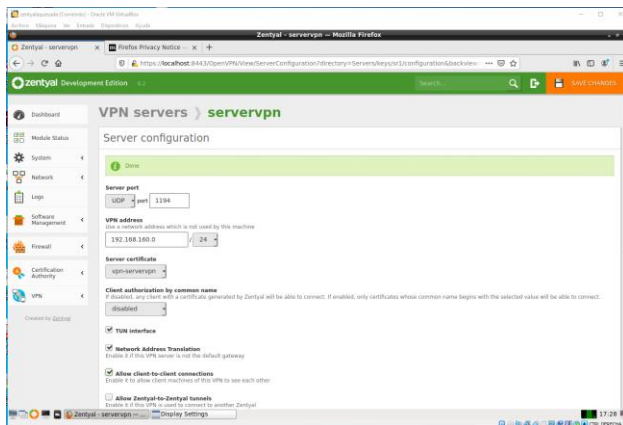 Zentyal - servervpn — Mozilla Firefox
Zentyal - servervpn
Firefox Privacy Notice —
https://localhost:8443/OpenVPN/View/ServerConfiguration?directory=Servers/keys/sr1/configuration&backview
zentyal Development Edition 6.2
Search...
SAVE CHANGES
Dashboard
Module Status
System
Network
Logs
Software
Management
Firewall
Certification
Authority
VPN
Created by Zentyal
VPN servers
servervpn
Server configuration
Done
Server port
UDP port 1194
VPN address
Use a network address which is not used by this machine
192.168.160.0 / 24
Server certificate
vpn-servervpn
Client authorization by common name
If disabled, any client with a certificate generated by Zentyal will be able to connect. If enabled, only certificates whose common name begins with the selected value will be able to connect.
disabled
TUN interface
Network Address Translation
Enable it if this VPN server is not the default gateway
Allow client-to-client connections
Enable it to allow client machines of this VPN to see each other
Allow Zentyal-to-Zentyal tunnels
Enable it if this VPN is used to connect to another Zentyal
Zentyal - servervpn — ...
Display Settings
17:28